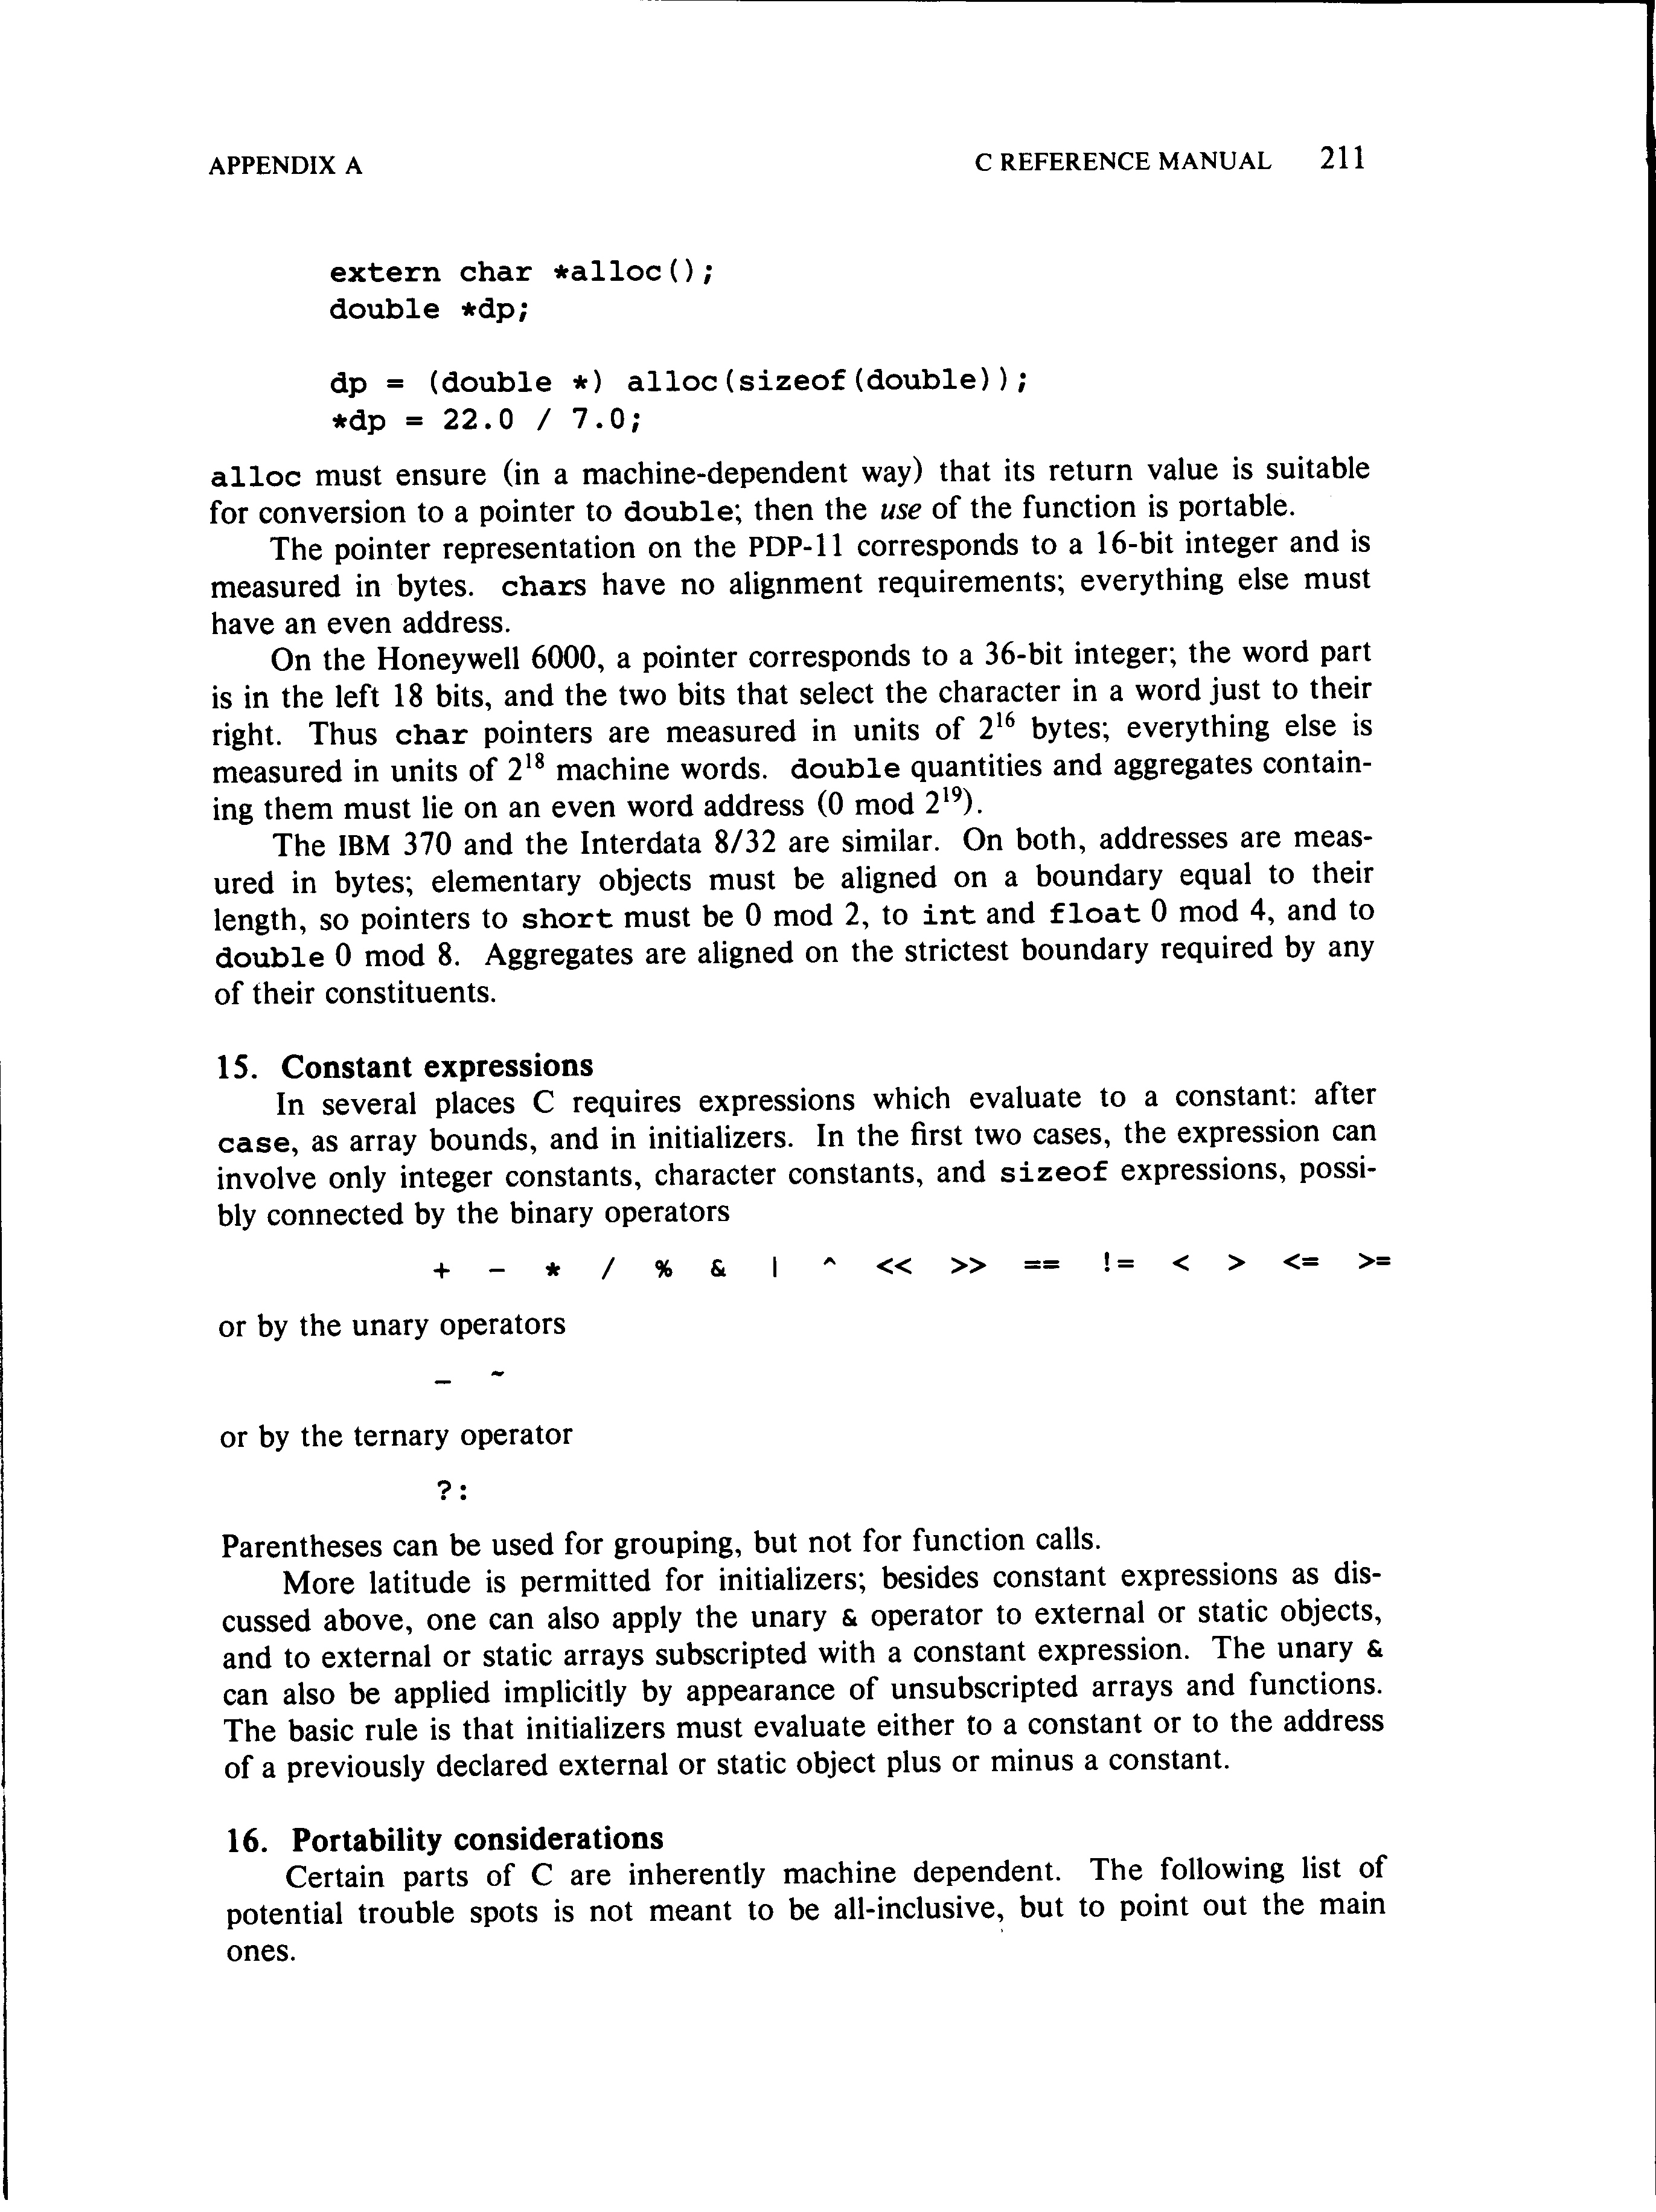 APPENDIX A C REFERENCE MANUAL 211
extern char *alloc();
double *dp;
dp = (double *) alloc(sizeof(double));
*dp = 22.0 / 7.0;
alloc must ensure (in a machine-dependent way) that its return value is suitable
for conversion to a pointer to double; then the use of the function is portable.
The pointer representation on the PDP-11 corresponds to a 16-bit integer and is
measured in bytes. chars have no alignment requirements; everything else must
have an even address.
On the Honeywell 6000, a pointer corresponds to a 36-bit integer; the word part
is in the left 18 bits, and the two bits that select the character in a word just to their
right. Thus char pointers are measured in units of 2¹⁶ bytes; everything else is
measured in units of 2¹⁸ machine words. double quantities and aggregates contain-
ing them must lie on an even word address (0 mod 2¹⁹).
The IBM 370 and the Interdata 8/32 are similar. On both, addresses are meas-
ured in bytes; elementary objects must be aligned on a boundary equal to their
length, so pointers to short must be 0 mod 2, to int and float 0 mod 4, and to
double 0 mod 8. Aggregates are aligned on the strictest boundary required by any
of their constituents.
15. Constant expressions
In several places C requires expressions which evaluate to a constant: after
case, as array bounds, and in initializers. In the first two cases, the expression can
involve only integer constants, character constants, and sizeof expressions, possi-
bly connected by the binary operators
+ - * / % & | ^ << >> == != < > <= >=
or by the unary operators
- ~
or by the ternary operator
?:
Parentheses can be used for grouping, but not for function calls.
More latitude is permitted for initializers; besides constant expressions as dis-
cussed above, one can also apply the unary & operator to external or static objects,
and to external or static arrays subscripted with a constant expression. The unary &
can also be applied implicitly by appearance of unsubscripted arrays and functions.
The basic rule is that initializers must evaluate either to a constant or to the address
of a previously declared external or static object plus or minus a constant.
16. Portability considerations
Certain parts of C are inherently machine dependent. The following list of
potential trouble spots is not meant to be all-inclusive, but to point out the main
ones.